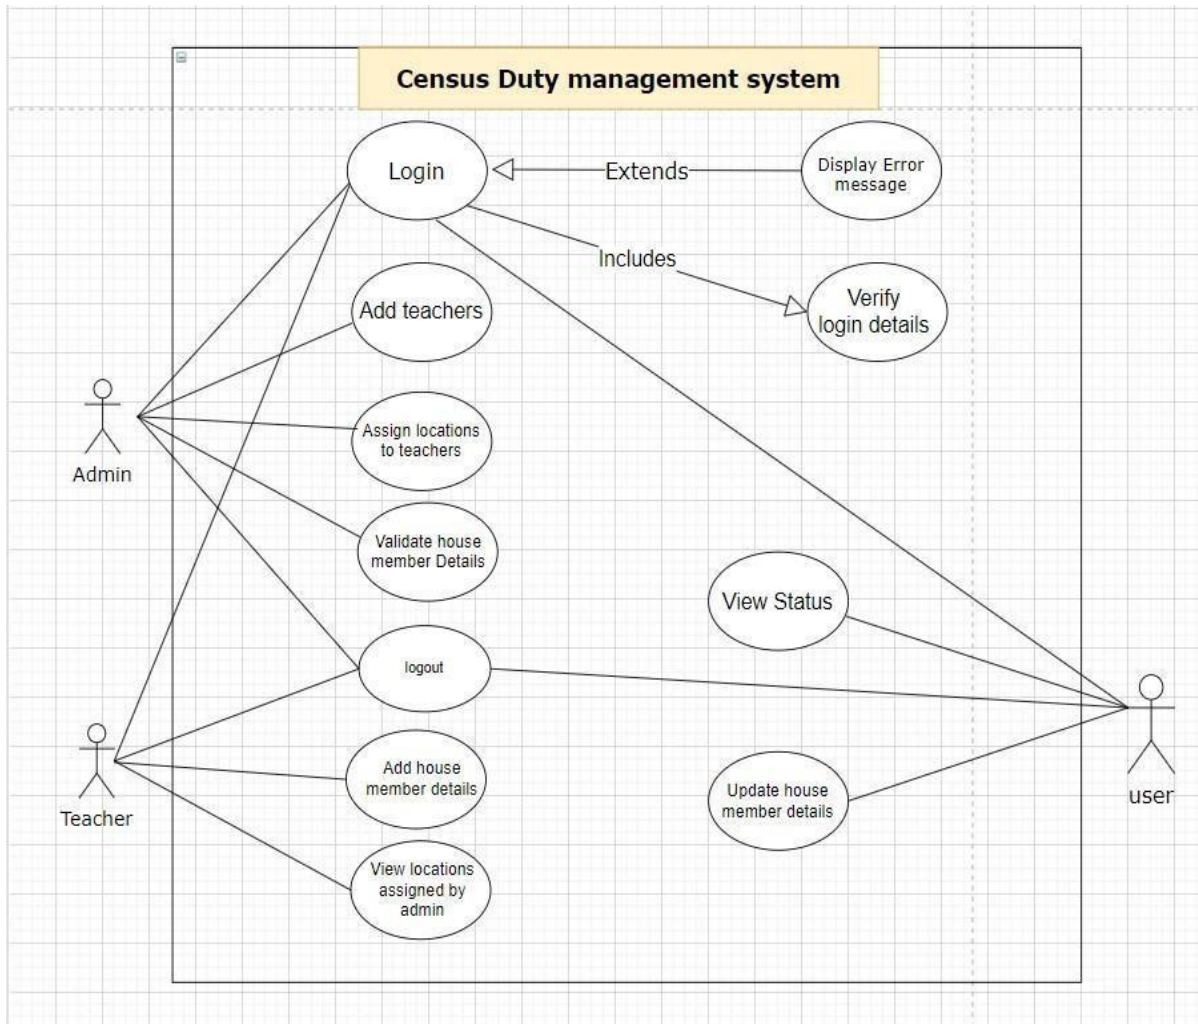 Census Duty management system
Login
Extends
Display Error
message
Includes
Verify
login details
Add teachers
Assign locations
to teachers
Admin
Validate house
member Details
View Status
logout
Add house
member details
Teacher
Update house
member details
user
View locations
assigned by
admin